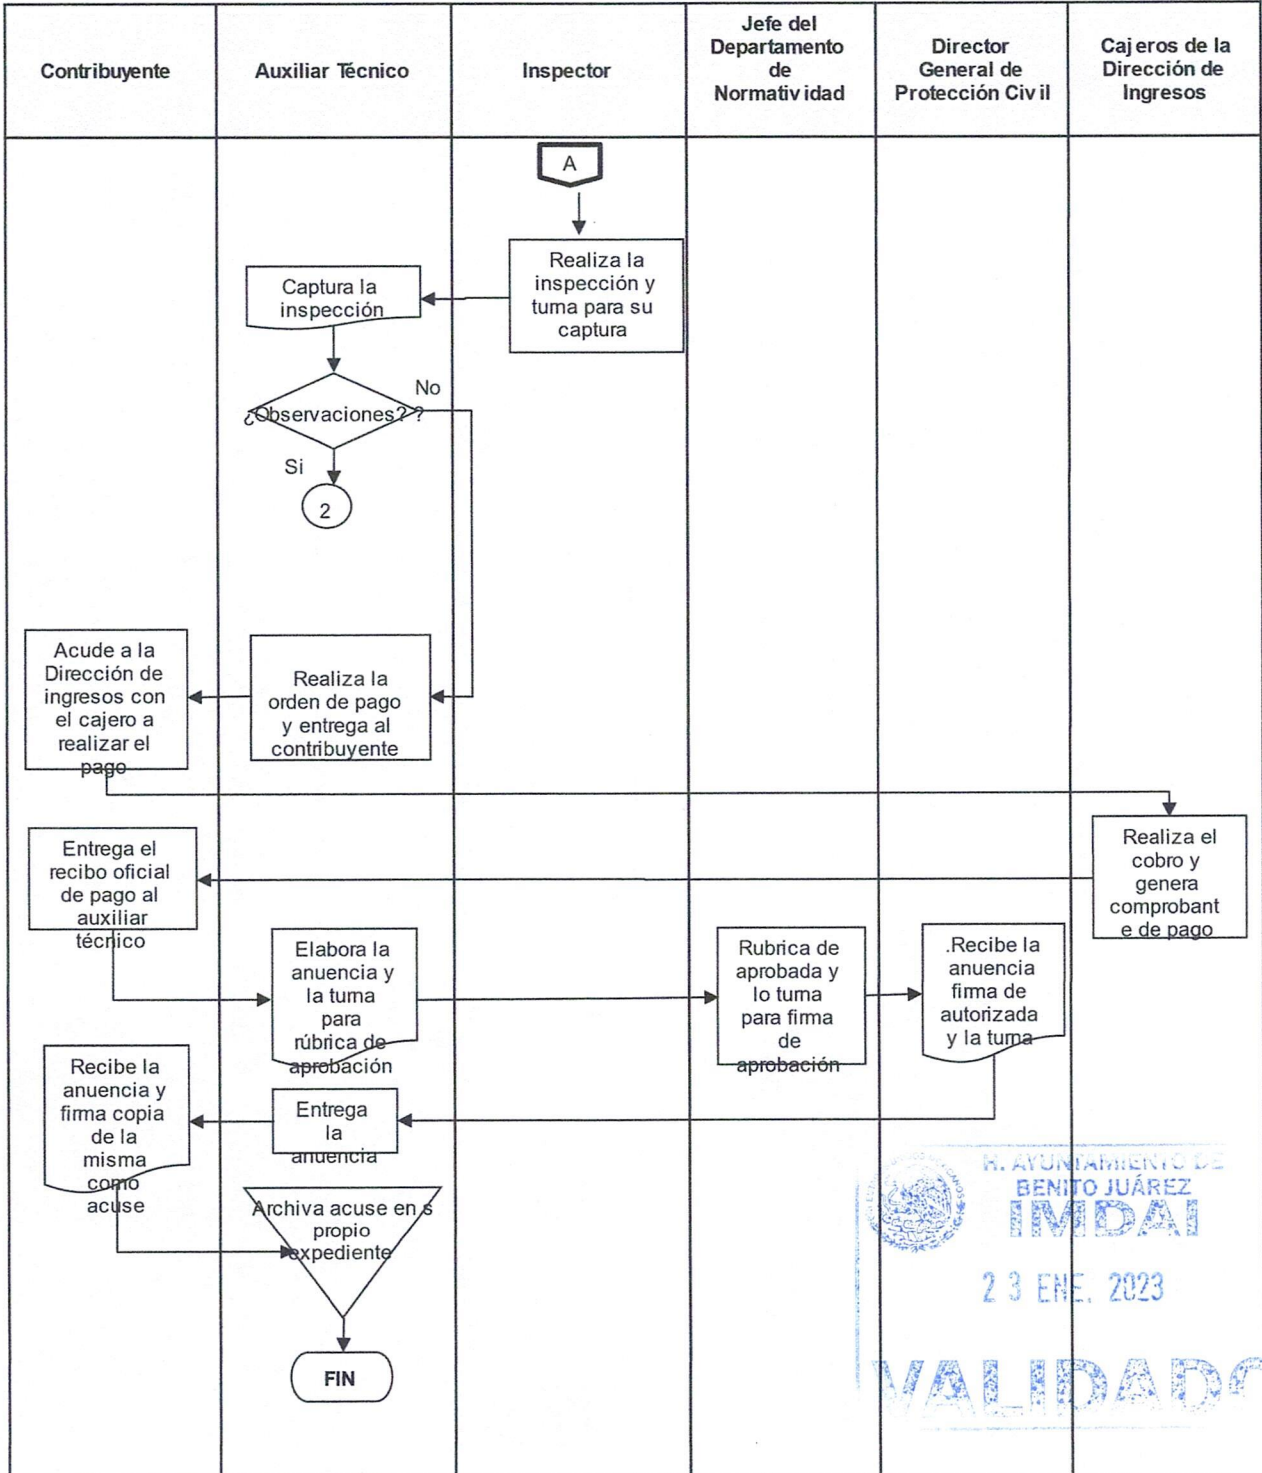 Contribuyente
Auxiliar Técnico
Inspector
Jefe del
Departamento
de
Normatividad
Director
General de
Protección Civil
Cajeros de la
Dirección de
Ingresos
A
Realiza la
inspección y
turna para su
captura
Captura la
inspección
No
¿Observaciones? ?
Si
2
Acude a la
Dirección de
ingresos con
el cajero a
realizar el
pago
Realiza la
orden de pago
y entrega al
contribuyente
Realiza el
cobro y
genera
comprobant
e de pago
Entrega el
recibo oficial
de pago al
auxiliar
técnico
Elabora la
anuencia y
la turna
para
rúbrica de
aprobación
Rubrica de
aprobada y
lo turna
para firma
de
aprobación
.Recibe la
anuencia
firma de
autorizada
y la turna
Recibe la
anuencia y
firma copia
de la
misma
como
acuse
Entrega
la
anuencia
Archiva acuse en s
propio
expediente
FIN
H. AYUNTAMIENTO DE
BENITO JUÁREZ
IMDAI
23 ENE. 2023
VALIDADO